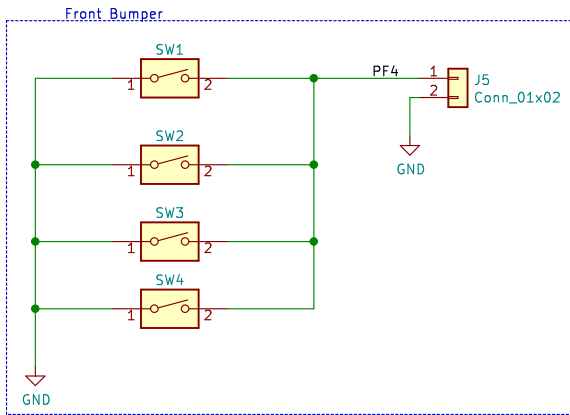 Front Bumper
SW1
1 2
PF4
1
2
J5
Conn_01x02
GND
SW2
1 2
SW3
1 2
SW4
1 2
GND